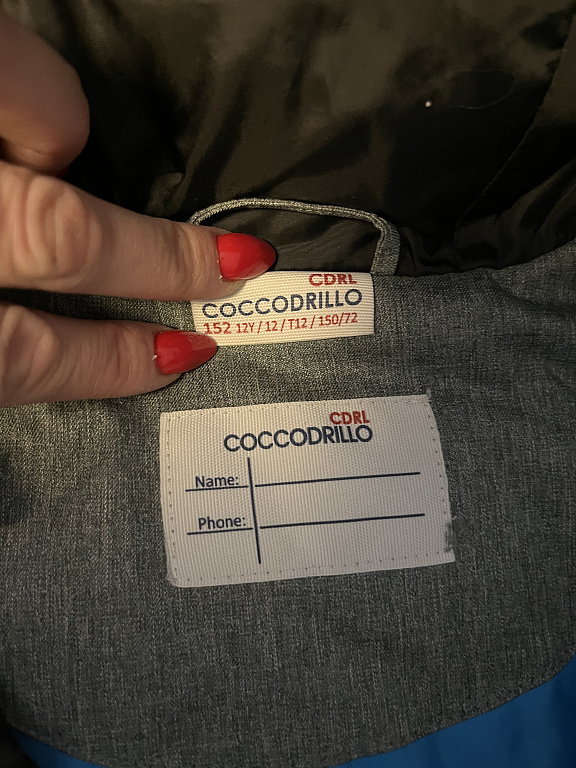 CDRL
COCCODRILLO
152 12Y / 12 / T12 / 150/72
CDRL
COCCODRILLO
Name:
Phone: